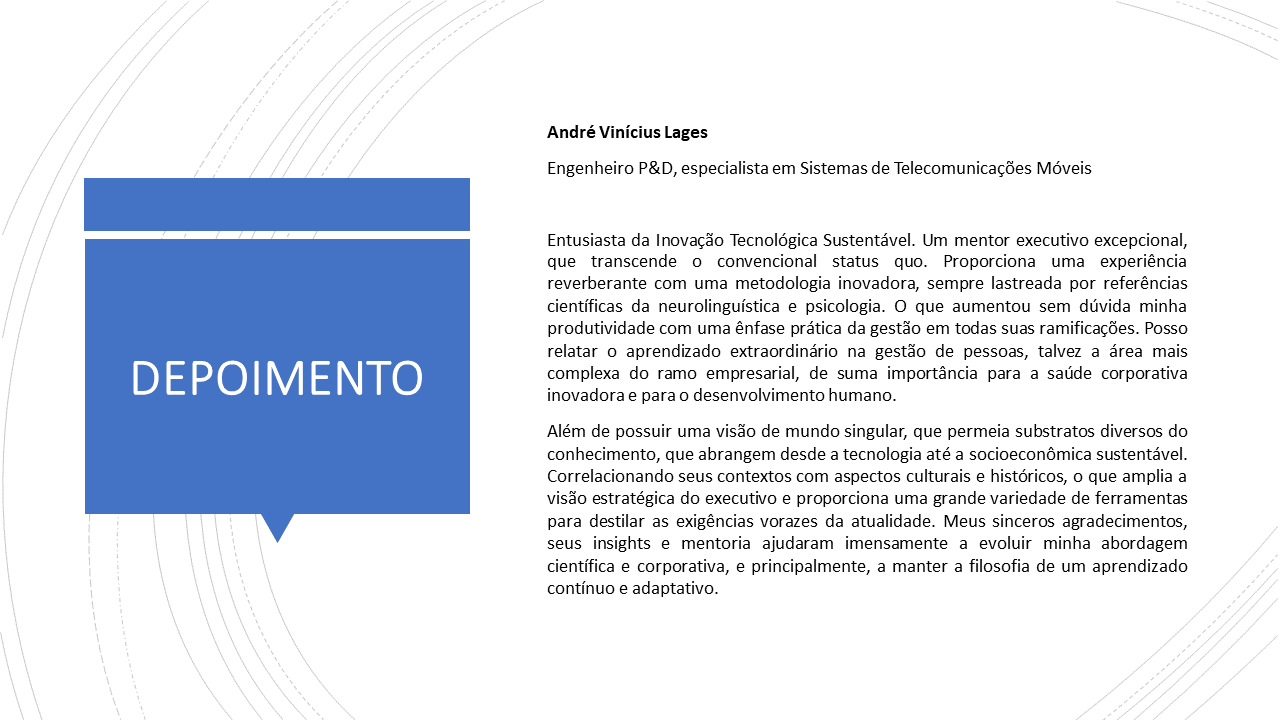 DEPOIMENTO
André Vinícius Lages
Engenheiro P&D, especialista em Sistemas de Telecomunicações Móveis
Entusiasta da Inovação Tecnológica Sustentável. Um mentor executivo excepcional,
que transcende o convencional status quo. Proporciona uma experiência
reverberante com uma metodologia inovadora, sempre lastreada por referências
científicas da neurolinguística e psicologia. O que aumentou sem dúvida minha
produtividade com uma ênfase prática da gestão em todas suas ramificações. Posso
relatar o aprendizado extraordinário na gestão de pessoas, talvez a área mais
complexa do ramo empresarial, de suma importância para a saúde corporativa
inovadora e para o desenvolvimento humano.
Além de possuir uma visão de mundo singular, que permeia substratos diversos do
conhecimento, que abrangem desde a tecnologia até a socioeconômica sustentável.
Correlacionando seus contextos com aspectos culturais e históricos, o que amplia a
visão estratégica do executivo e proporciona uma grande variedade de ferramentas
para destilar as exigências vorazes da atualidade. Meus sinceros agradecimentos,
seus insights e mentoria ajudaram imensamente a evoluir minha abordagem
científica e corporativa, e principalmente, a manter a filosofia de um aprendizado
contínuo e adaptativo.